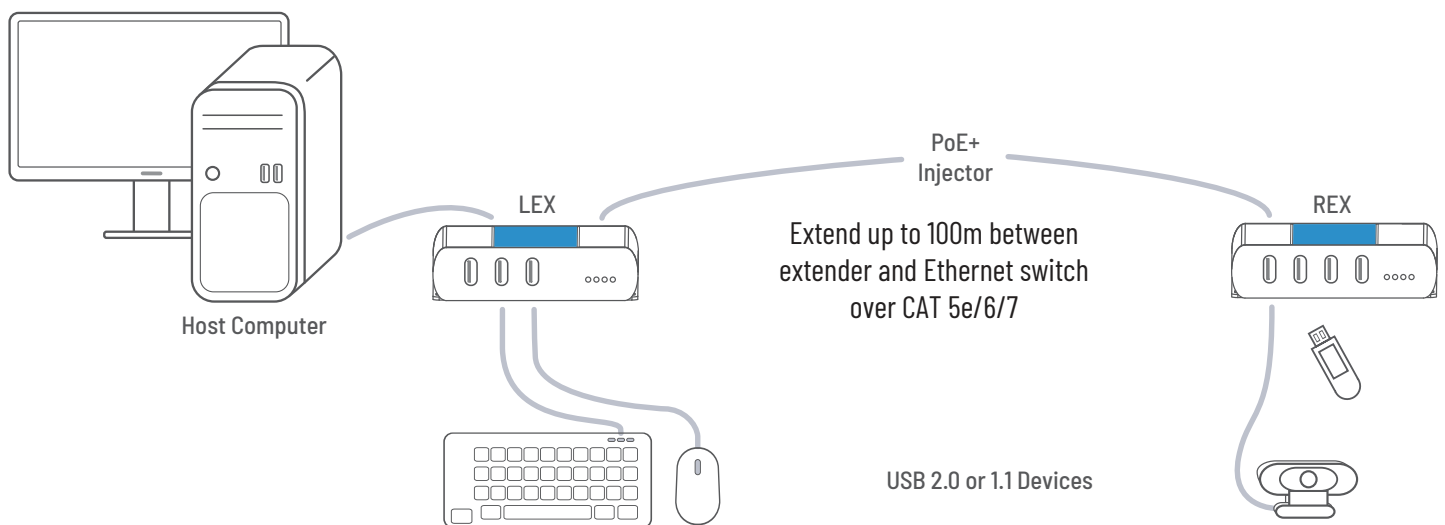 PoE+
Injector
LEX
REX
Extend up to 100m between
extender and Ethernet switch
over CAT 5e/6/7
Host Computer
USB 2.0 or 1.1 Devices